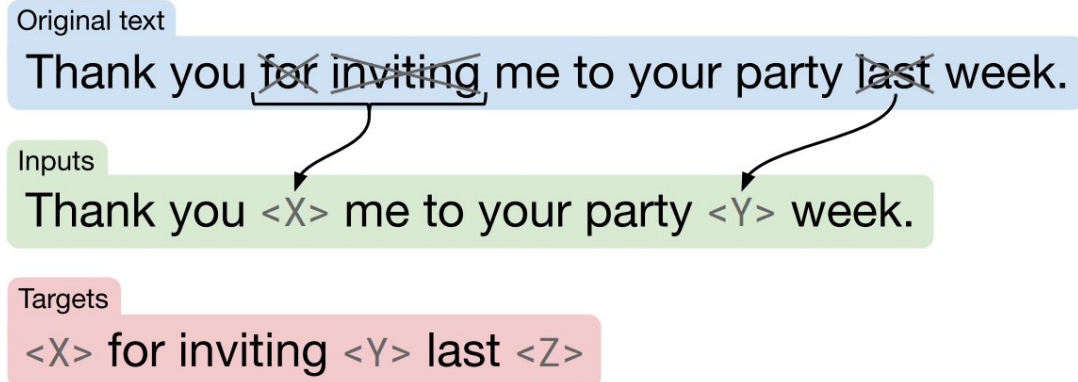 Original text
Thank you for inviting me to your party last week.
Inputs
Thank you <X> me to your party <Y> week.
Targets
<X> for inviting <Y> last <Z>